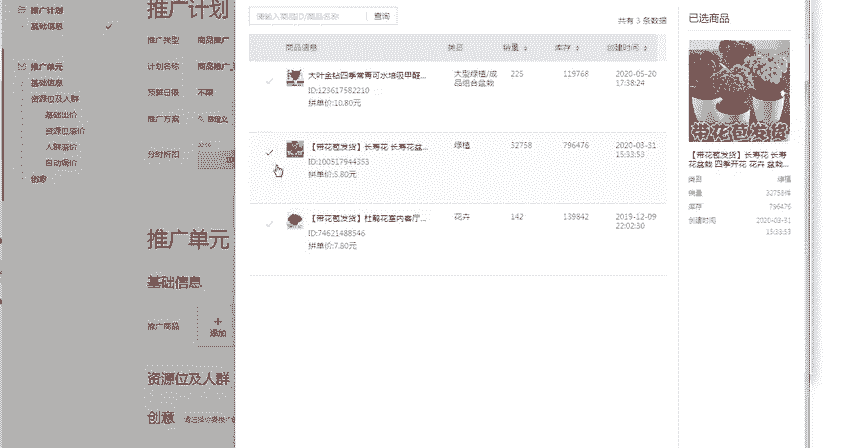 推广计划
基础信息
推广单元
基础信息
资源位及人群
基础出价
资源位溢价
人群溢价
自动调价
创意
推广计划
推广类型 商品推广
计划名称 商品推广_
预算日限 不限
推广方案 自定义
分时折扣
推广单元
基础信息
推广商品
添加
资源位及人群
创意
请输入商品ID/商品名称 查询
共有 3 条数据
商品信息 类目 销量 库存 创建时间
大叶金钻四季常青可水培吸甲醛... 大型绿植/成品组合盆栽 225 119768 2020-05-20 17:38:24
ID:123617582210
拼单价:10.80元
【带花苞发货】长寿花 长寿花盆... 绿植 32758 796476 2020-03-31 15:33:53
ID:100517944353
拼单价:5.80元
【带花苞发货】杜鹃花室内客厅... 花卉 142 139842 2019-12-09 22:02:30
ID:74621488546
拼单价:7.80元
已选商品
带花苞发货
【带花苞发货】长寿花 长寿花盆栽 四季开花 花卉 盆栽...
类目 绿植
销量 32758件
库存 796476
创建时间 2020-03-31
15:33:53